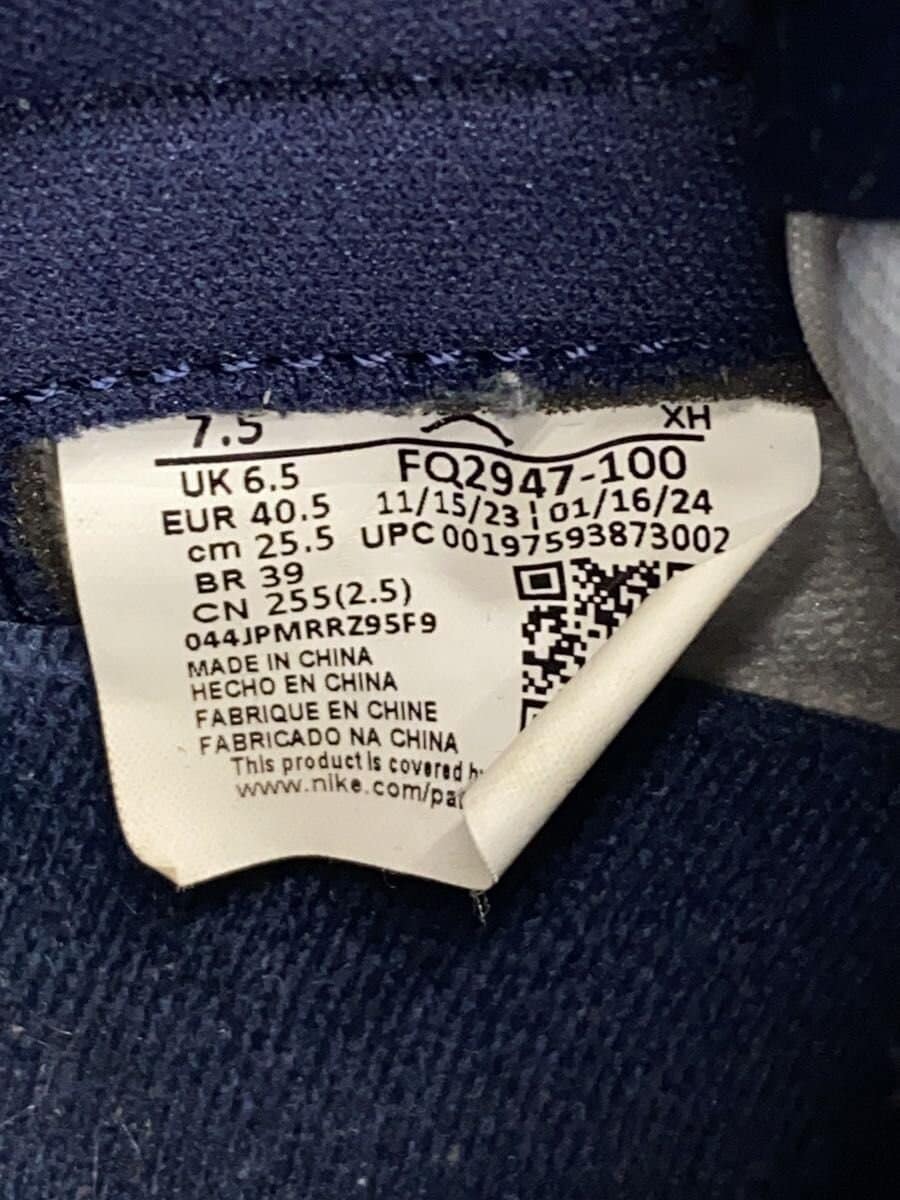 7.5 XH
UK 6.5 FQ2947-100
EUR 40.5 11/15/23 ¦ 01/16/24
cm 25.5 UPC 00197593873002
BR 39
CN 255(2.5)
044JPMRRZ95F9
MADE IN CHINA
HECHO EN CHINA
FABRIQUE EN CHINE
FABRICADO NA CHINA
This product is covered
www.nike.com/pa